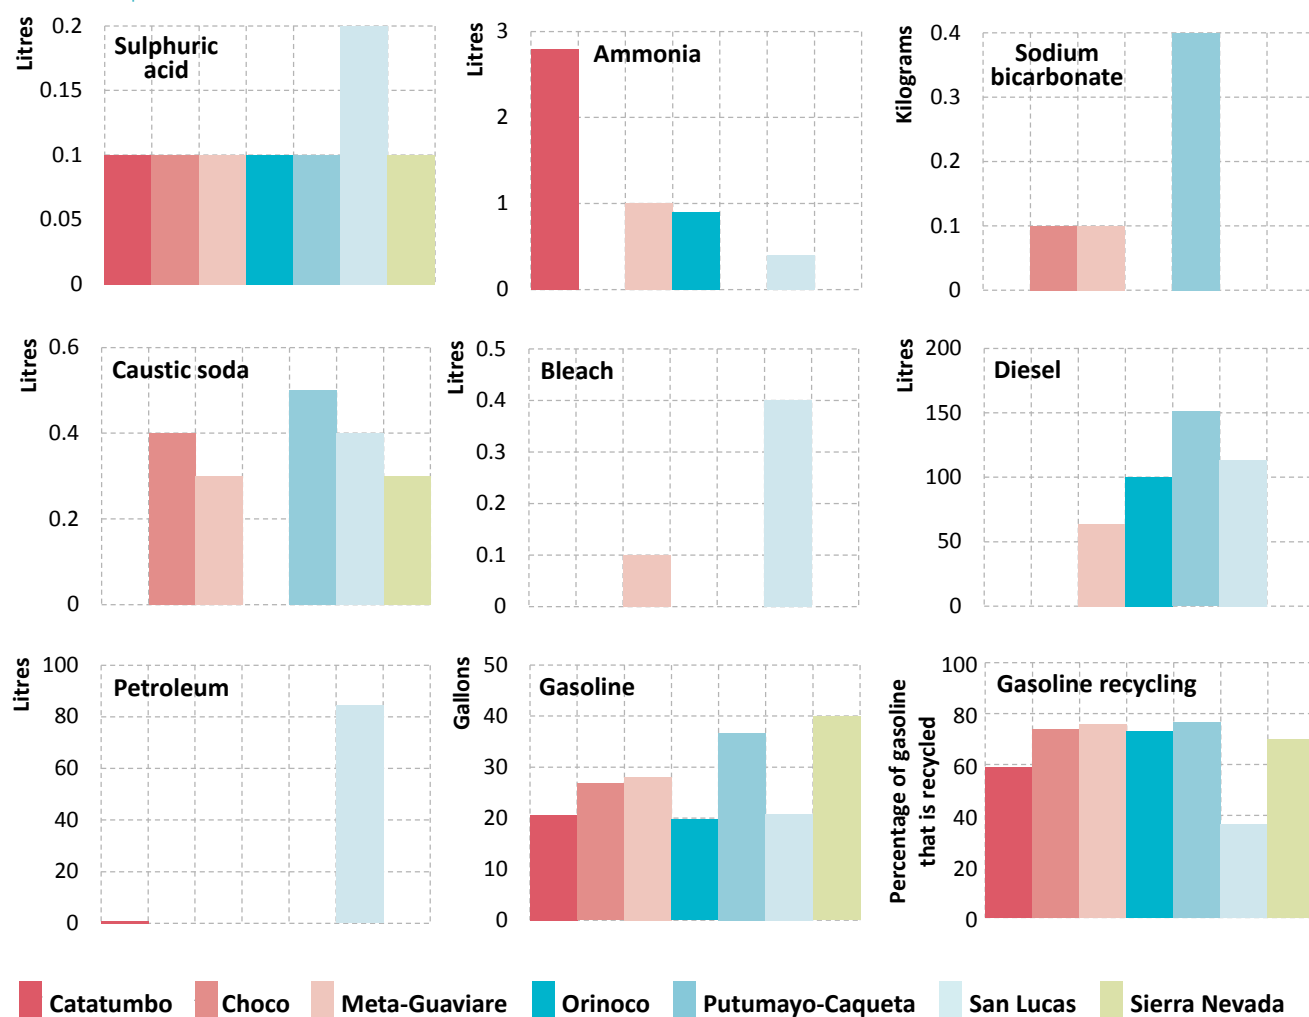 Litres
Sulphuric
acid
0.2
0.15
0.1
0.05
0
Litres
Ammonia
3
2
1
0
Kilograms
Sodium
bicarbonate
0.4
0.3
0.2
0.1
0
Litres
Caustic soda
0.6
0.4
0.2
0
Litres
Bleach
0.5
0.4
0.3
0.2
0.1
0
Litres
Diesel
200
150
100
50
0
Litres
Petroleum
100
80
60
40
20
0
Gallons
Gasoline
50
40
30
20
10
0
Percentage of gasoline
that is recycled
Gasoline recycling
100
80
60
40
20
0
Catatumbo Choco Meta-Guaviare Orinoco Putumayo-Caqueta San Lucas Sierra Nevada